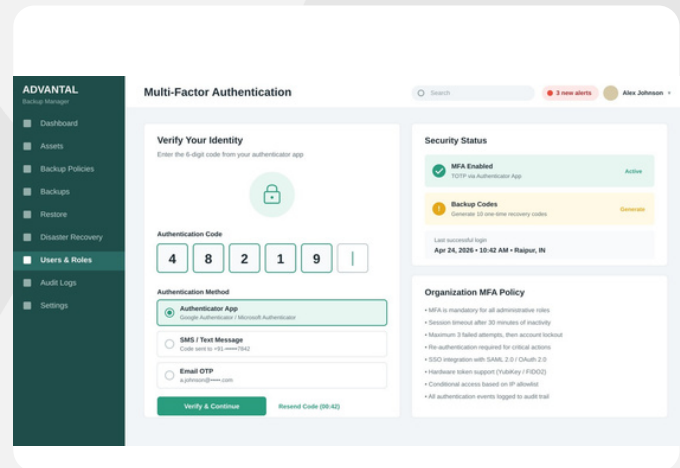 ADVANTAL
Backup Manager
Dashboard
Assets
Backup Policies
Backups
Restore
Disaster Recovery
Users & Roles
Audit Logs
Settings
Multi-Factor Authentication
Search
3 new alerts
Alex Johnson
Verify Your Identity
Enter the 6-digit code from your authenticator app
Authentication Code
4 8 2 1 9
Authentication Method
Authenticator App
Google Authenticator / Microsoft Authenticator
SMS / Text Message
Code sent to +91-•••••7842
Email OTP
a.johnson@••••.com
Verify & Continue
Resend Code (00:42)
Security Status
MFA Enabled
TOTP via Authenticator App
Active
!
Backup Codes
Generate 10 one-time recovery codes
Generate
Last successful login
Apr 24, 2026 • 10:42 AM • Raipur, IN
Organization MFA Policy
• MFA is mandatory for all administrative roles
• Session timeout after 30 minutes of inactivity
• Maximum 3 failed attempts, then account lockout
• Re-authentication required for critical actions
• SSO integration with SAML 2.0 / OAuth 2.0
• Hardware token support (YubiKey / FIDO2)
• Conditional access based on IP allowlist
• All authentication events logged to audit trail